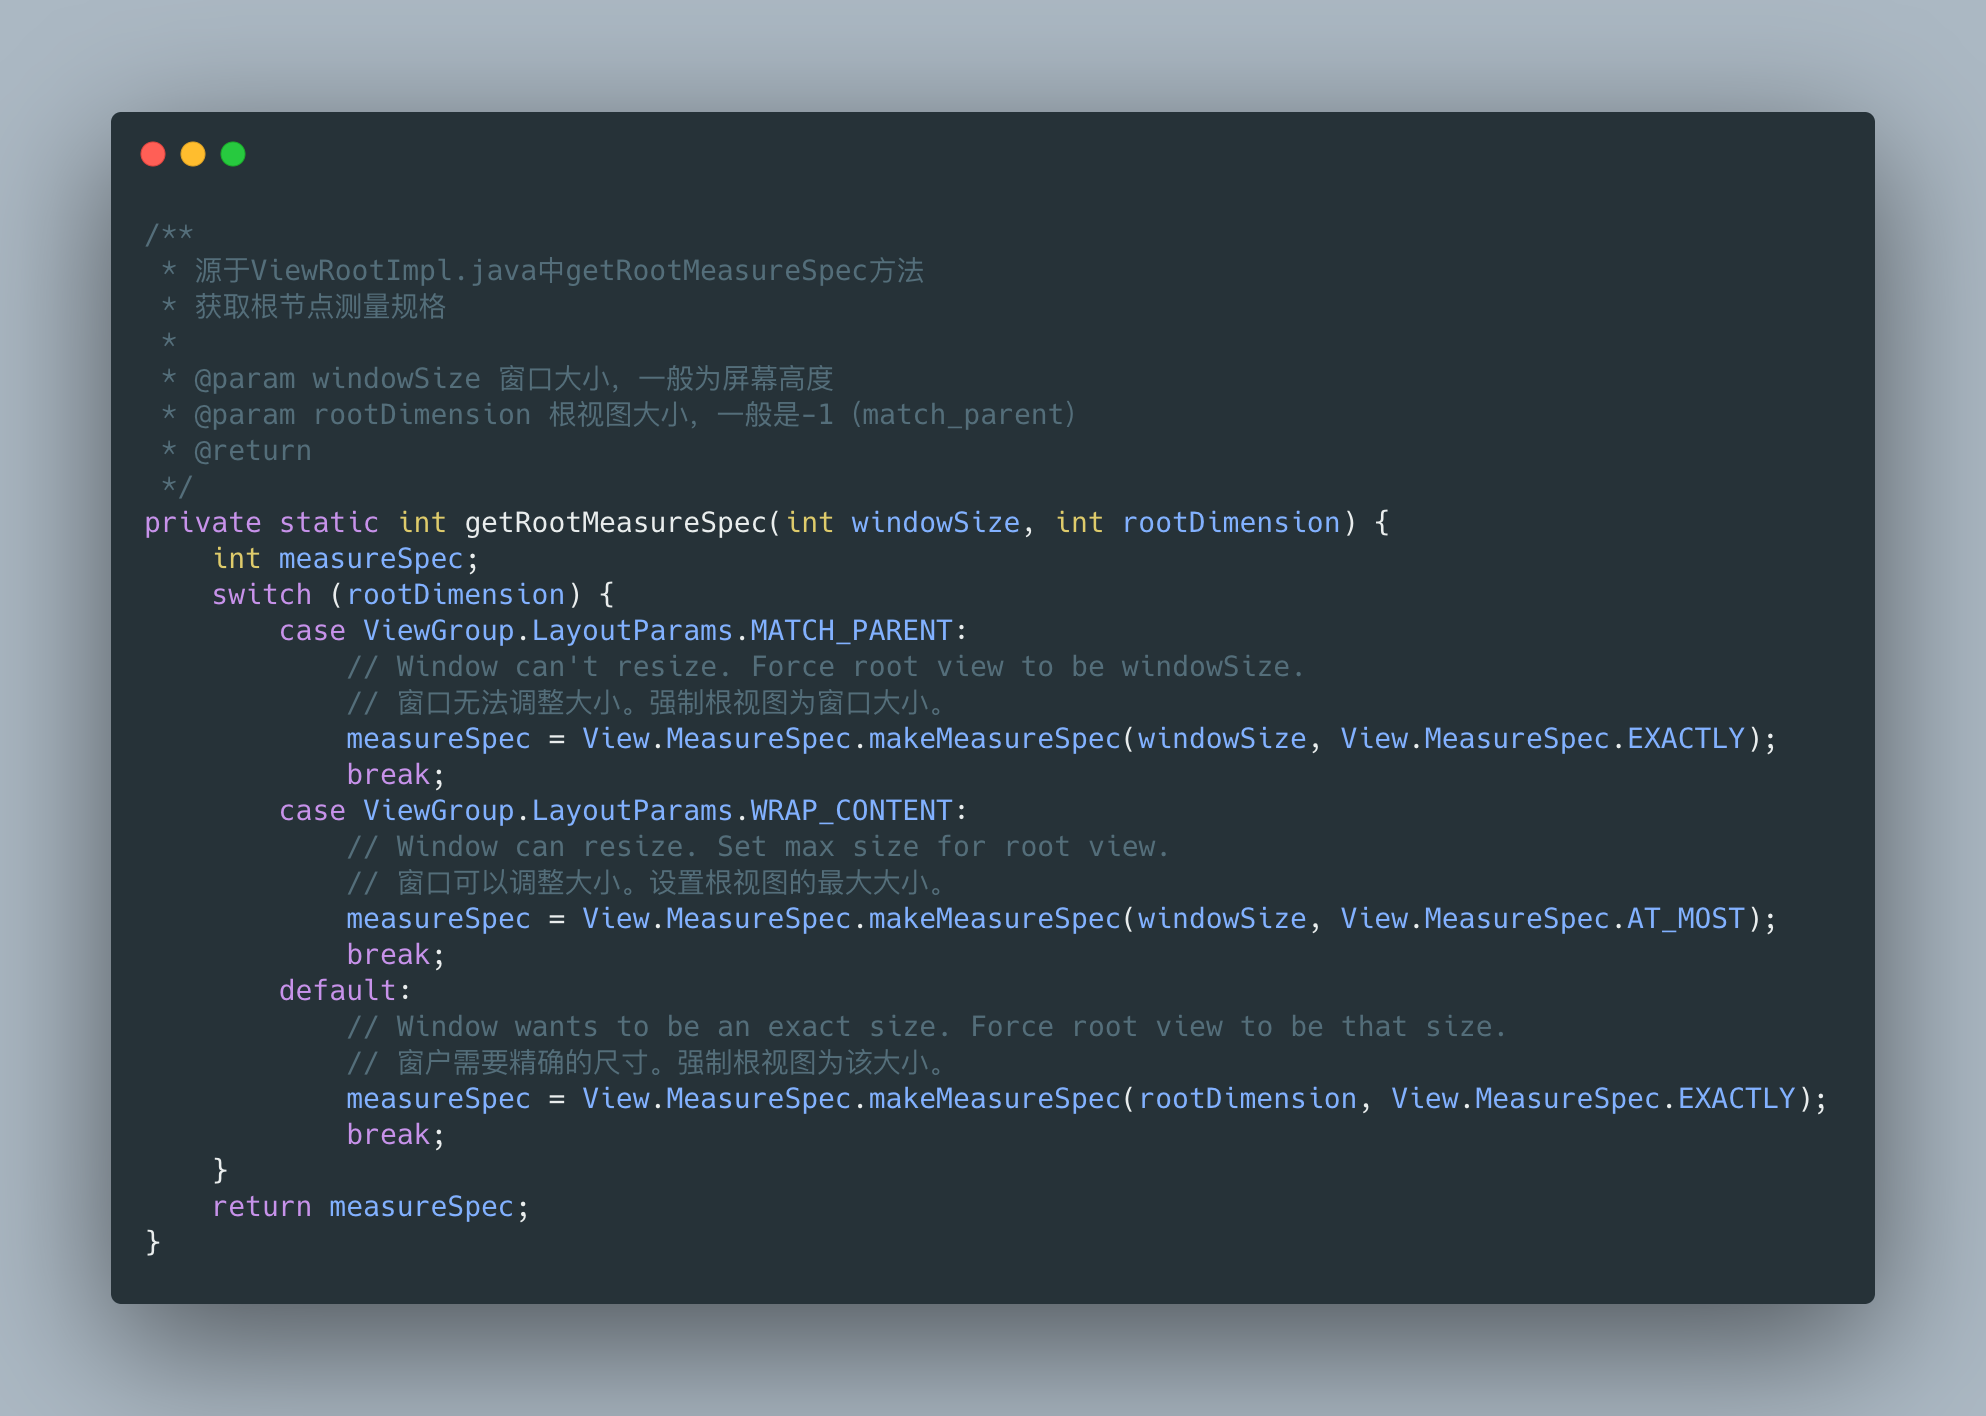 /**
 * 源于ViewRootImpl.java中getRootMeasureSpec方法
 * 获取根节点测量规格
 *
 * @param windowSize 窗口大小，一般为屏幕高度
 * @param rootDimension 根视图大小，一般是-1（match_parent）
 * @return
 */
private static int getRootMeasureSpec(int windowSize, int rootDimension) {
    int measureSpec;
    switch (rootDimension) {
        case ViewGroup.LayoutParams.MATCH_PARENT:
            // Window can't resize. Force root view to be windowSize.
            // 窗口无法调整大小。强制根视图为窗口大小。
            measureSpec = View.MeasureSpec.makeMeasureSpec(windowSize, View.MeasureSpec.EXACTLY);
            break;
        case ViewGroup.LayoutParams.WRAP_CONTENT:
            // Window can resize. Set max size for root view.
            // 窗口可以调整大小。设置根视图的最大大小。
            measureSpec = View.MeasureSpec.makeMeasureSpec(windowSize, View.MeasureSpec.AT_MOST);
            break;
        default:
            // Window wants to be an exact size. Force root view to be that size.
            // 窗户需要精确的尺寸。强制根视图为该大小。
            measureSpec = View.MeasureSpec.makeMeasureSpec(rootDimension, View.MeasureSpec.EXACTLY);
            break;
    }
    return measureSpec;
}